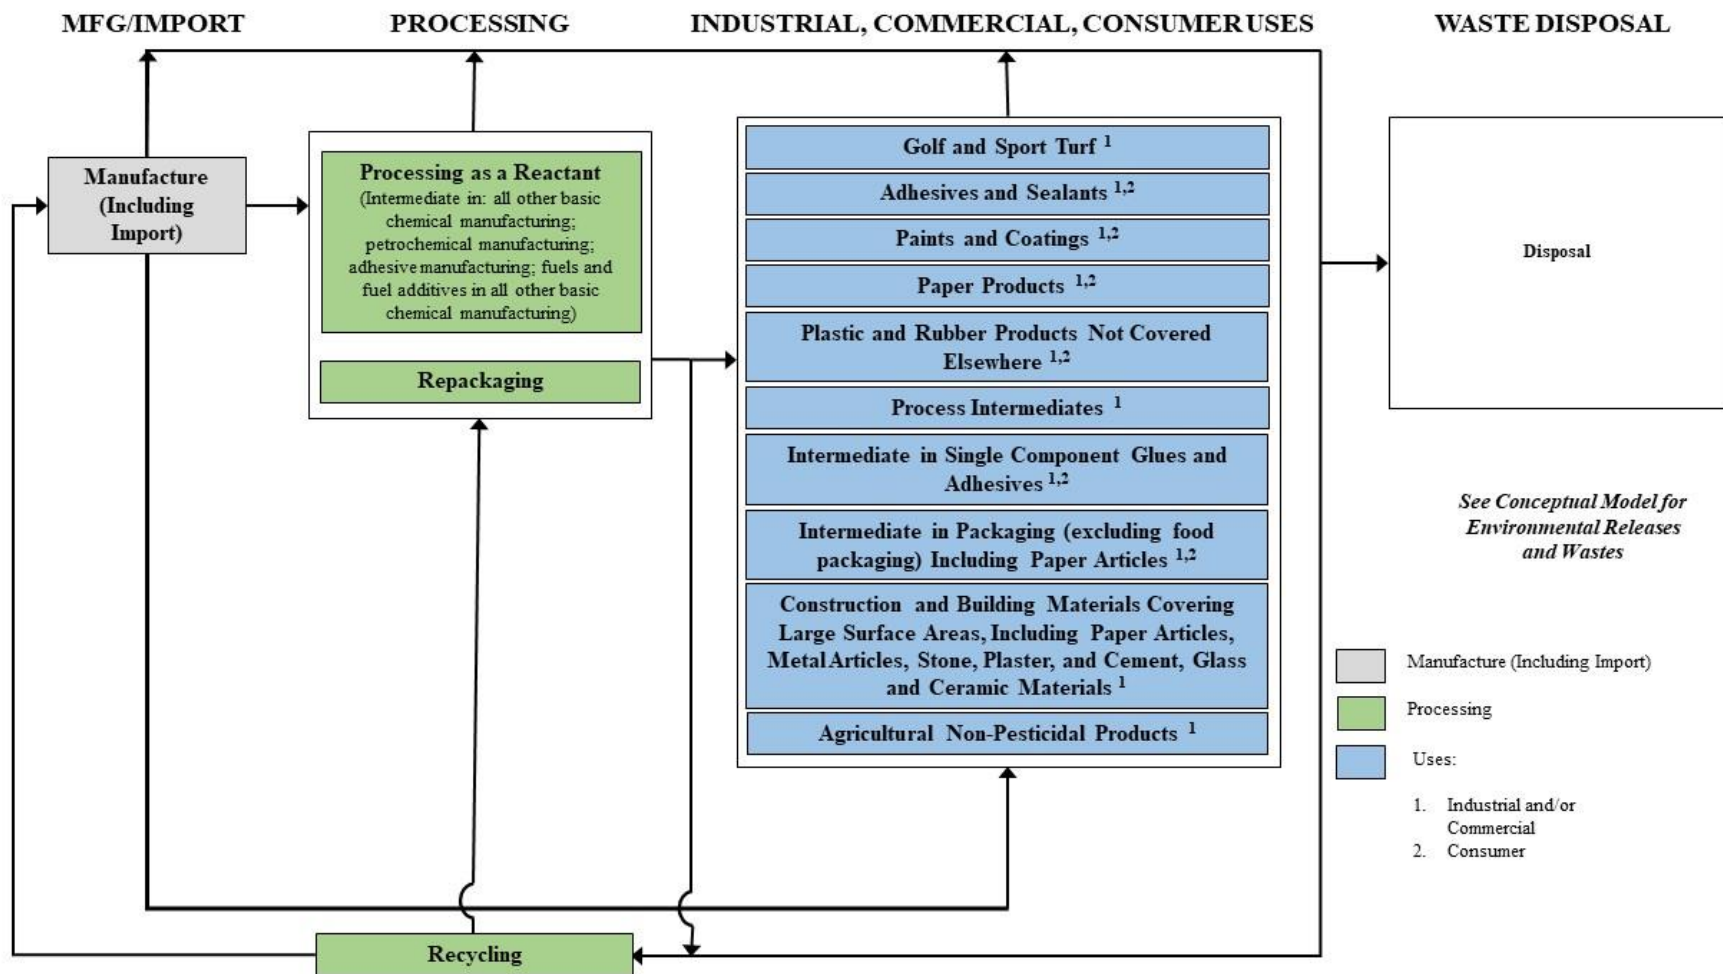 MFG/IMPORT
PROCESSING
INDUSTRIAL, COMMERCIAL, CONSUMER USES
WASTE DISPOSAL
Manufacture
(Including
Import)
Processing as a Reactant
(Intermediate in: all other basic
chemical manufacturing;
petrochemical manufacturing;
adhesive manufacturing; fuels and
fuel additives in all other basic
chemical manufacturing)
Repackaging
Golf and Sport Turf 1
Adhesives and Sealants 1,2
Paints and Coatings 1,2
Paper Products 1,2
Plastic and Rubber Products Not Covered
Elsewhere 1,2
Process Intermediates 1
Intermediate in Single Component Glues and
Adhesives 1,2
Intermediate in Packaging (excluding food
packaging) Including Paper Articles 1,2
Construction and Building Materials Covering
Large Surface Areas, Including Paper Articles,
Metal Articles, Stone, Plaster, and Cement, Glass
and Ceramic Materials 1
Agricultural Non-Pesticidal Products 1
Disposal
See Conceptual Model for
Environmental Releases
and Wastes
Manufacture (Including Import)
Processing
Uses:
1. Industrial and/or
Commercial
2. Consumer
Recycling